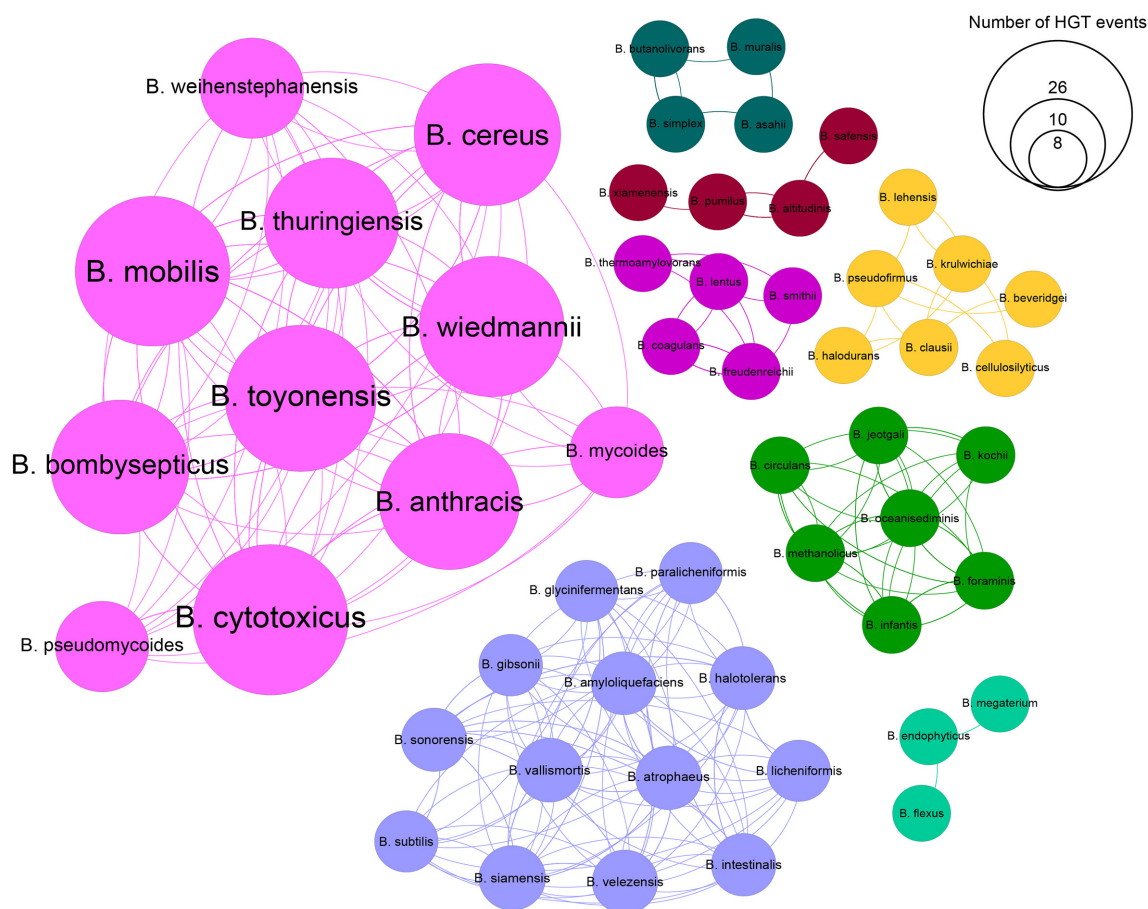 Number of HGT events
26
10
8
B. weihenstephanensis
B. cereus
B. thuringiensis
B. mobilis
B. wiedmannii
B. toyonensis
B. bombysepticus
B. mycoides
B. anthracis
B. cytotoxicus
B. pseudomycoides
B. butanolivorans
B. muralis
B. simplex
B. asahii
B. safensis
B. xiamenensis
B. pumilus
B. altitudinis
B. thermoamylovorans
B. lentus
B. smithii
B. coagulans
B. freudenreichii
B. lehensis
B. krulwichiae
B. pseudofirmus
B. beveridgei
B. halodurans
B. clausii
B. cellulosilyticus
B. jeotgali
B. kochii
B. circulans
B. oceanisediminis
B. methanolicus
B. foraminis
B. infantis
B. paralicheniformis
B. glycinifermentans
B. gibsonii
B. amyloliquefaciens
B. halotolerans
B. sonorensis
B. vallismortis
B. atrophaeus
B. licheniformis
B. subtilis
B. siamensis
B. velezensis
B. intestinalis
B. megaterium
B. endophyticus
B. flexus